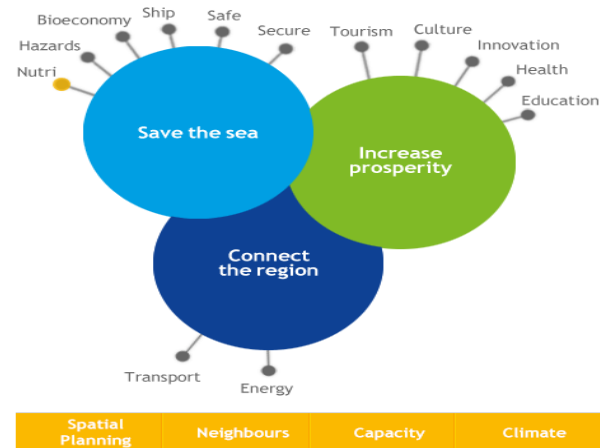 Ship
Bioeconomy
Safe
Hazards
Secure
Nutri
Tourism
Culture
Innovation
Health
Education
Save the sea
Increase
prosperity
Connect
the region
Transport
Energy
Spatial
Planning
Neighbours
Capacity
Climate